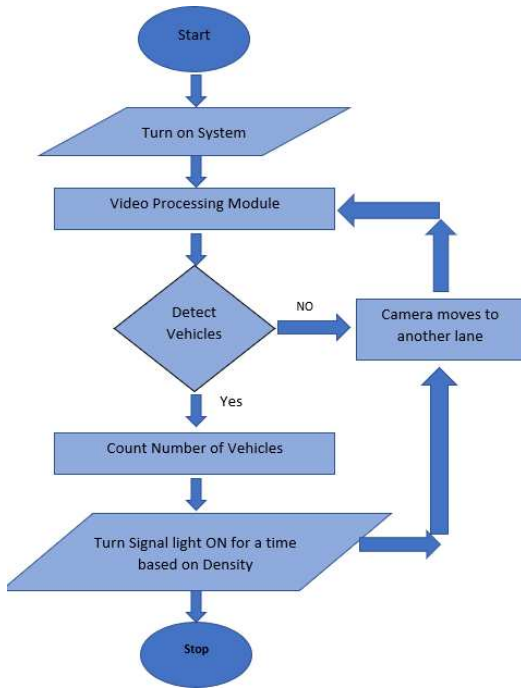 Start
Turn on System
Video Processing Module
Detect
Vehicles
NO
Camera moves to
another lane
Yes
Count Number of Vehicles
Turn Signal light ON for a time
based on Density
Stop